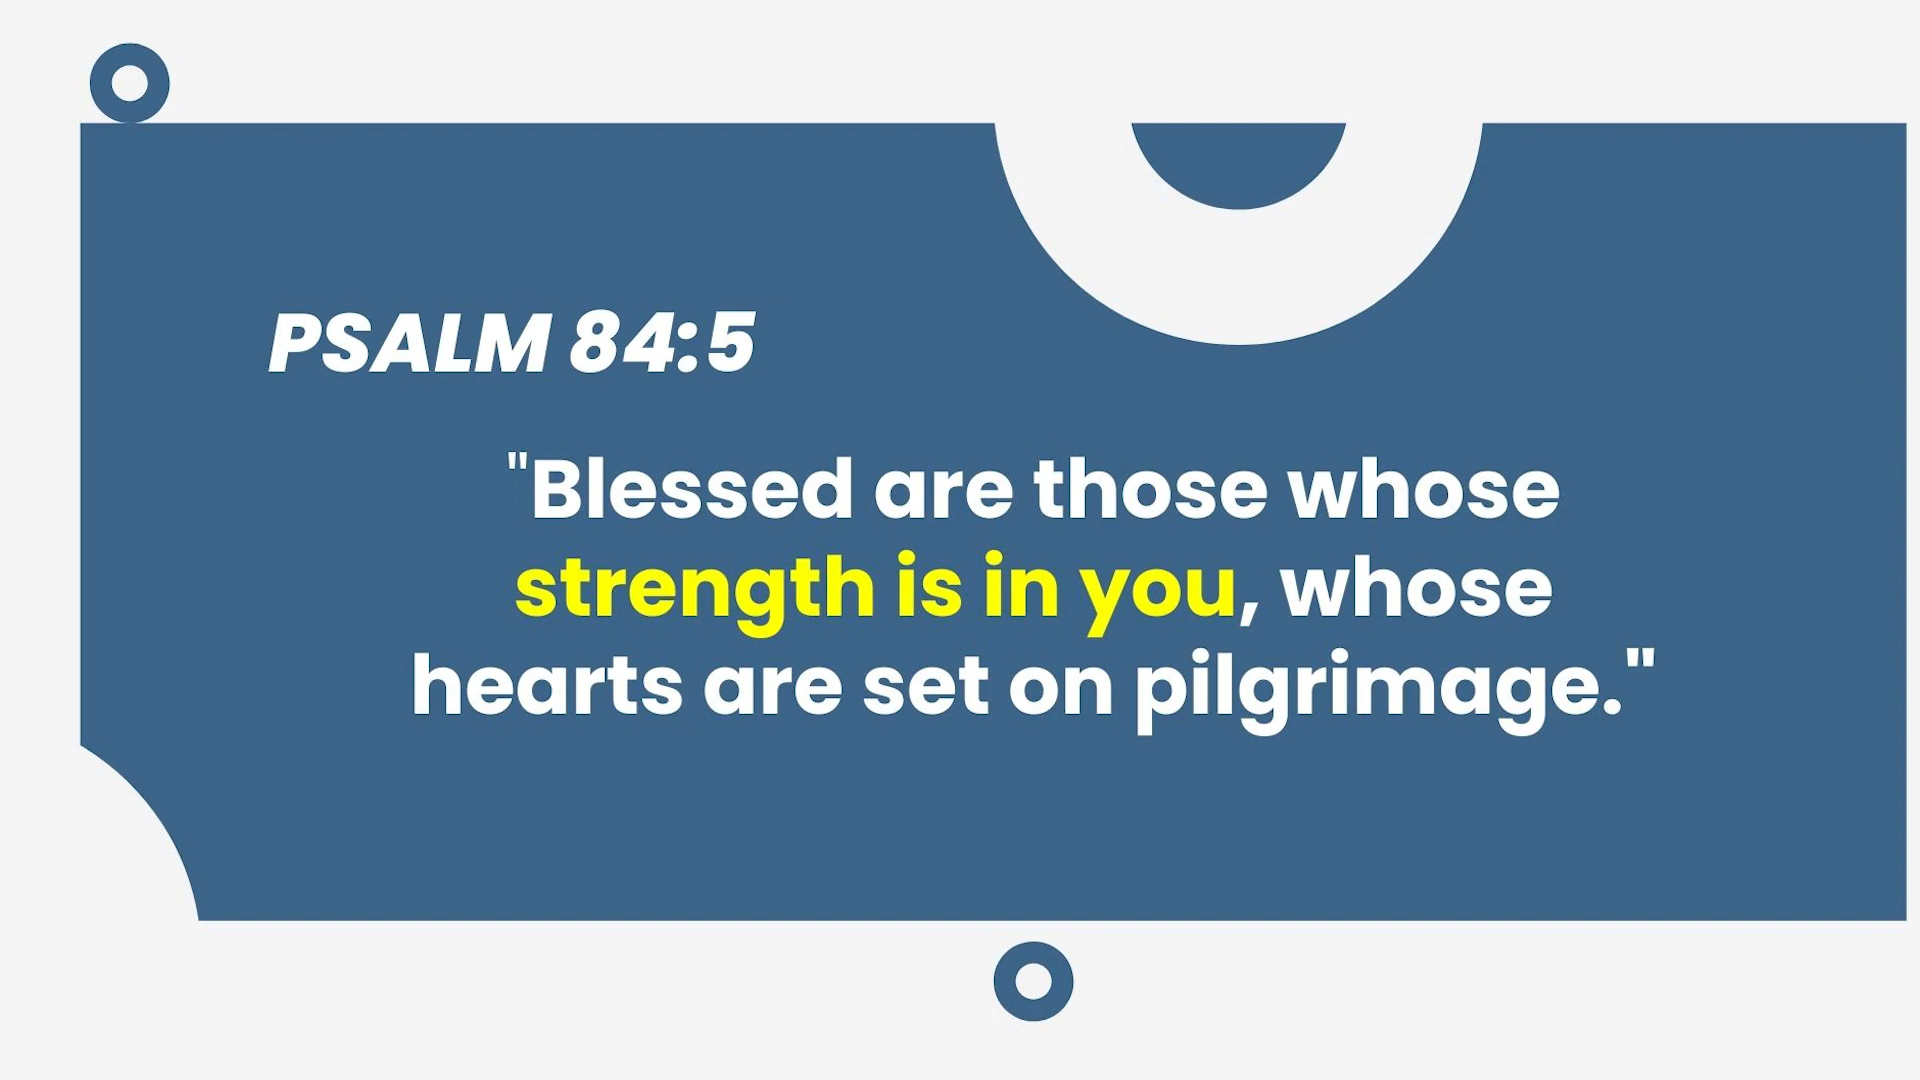 PSALM 84:5
"Blessed are those whose
strength is in you, whose
hearts are set on pilgrimage."